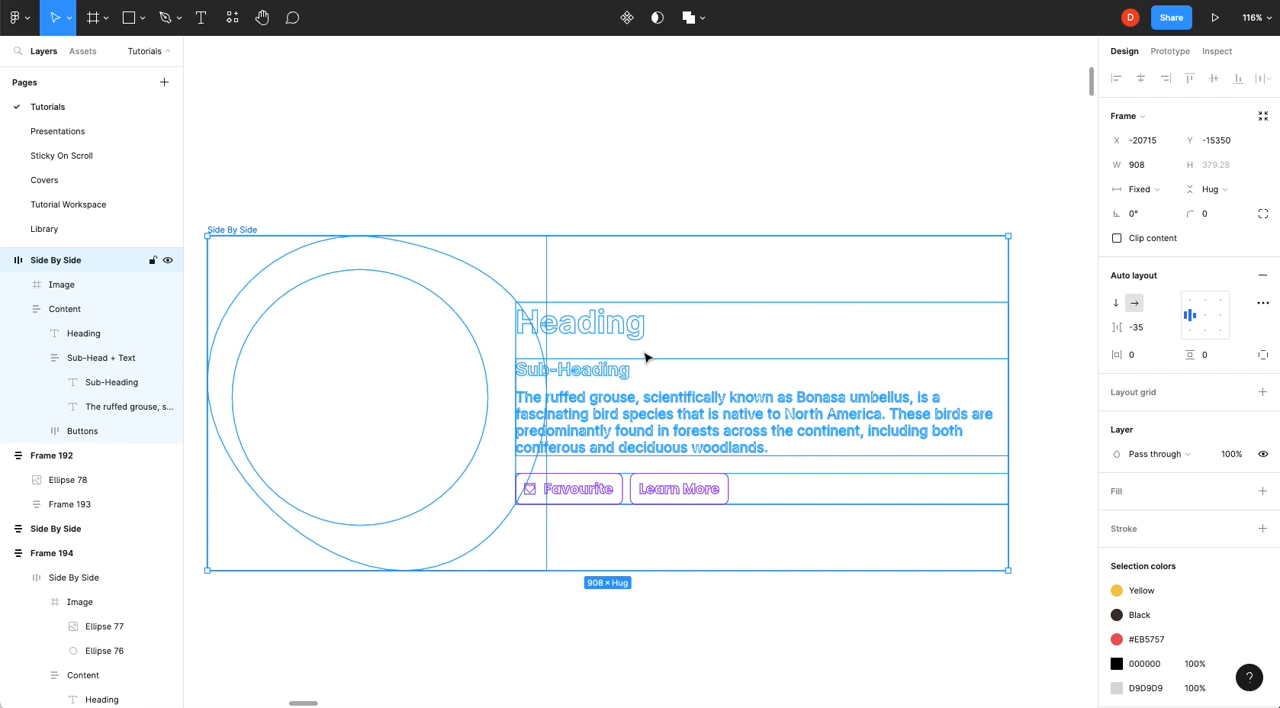 Share
116%
Layers
Assets
Tutorials
Design
Prototype
Inspect
Pages
Tutorials
Presentations
Sticky On Scroll
Covers
Tutorial Workspace
Library
Side By Side
Image
Content
Heading
Sub-Head + Text
Sub-Heading
The ruffed grouse, s...
Buttons
Frame 192
Ellipse 78
Frame 193
Side By Side
Frame 194
Side By Side
Image
Ellipse 77
Ellipse 76
Content
Heading
Side By Side
Heading
Sub-Heading
The ruffed grouse, scientifically known as Bonasa umbellus, is a
fascinating bird species that is native to North America. These birds are
predominantly found in forests across the continent, including both
coniferous and deciduous woodlands.
Favourite
Learn More
908 × Hug
Frame
X -20715 Y -15350
W 908 H 379.28
Fixed Hug
0° 0
Clip content
Auto layout
-35
0 0
Layout grid
Layer
Pass through 100%
Fill
Stroke
Selection colors
Yellow
Black
#EB5757
000000 100%
D9D9D9 100%
?
D